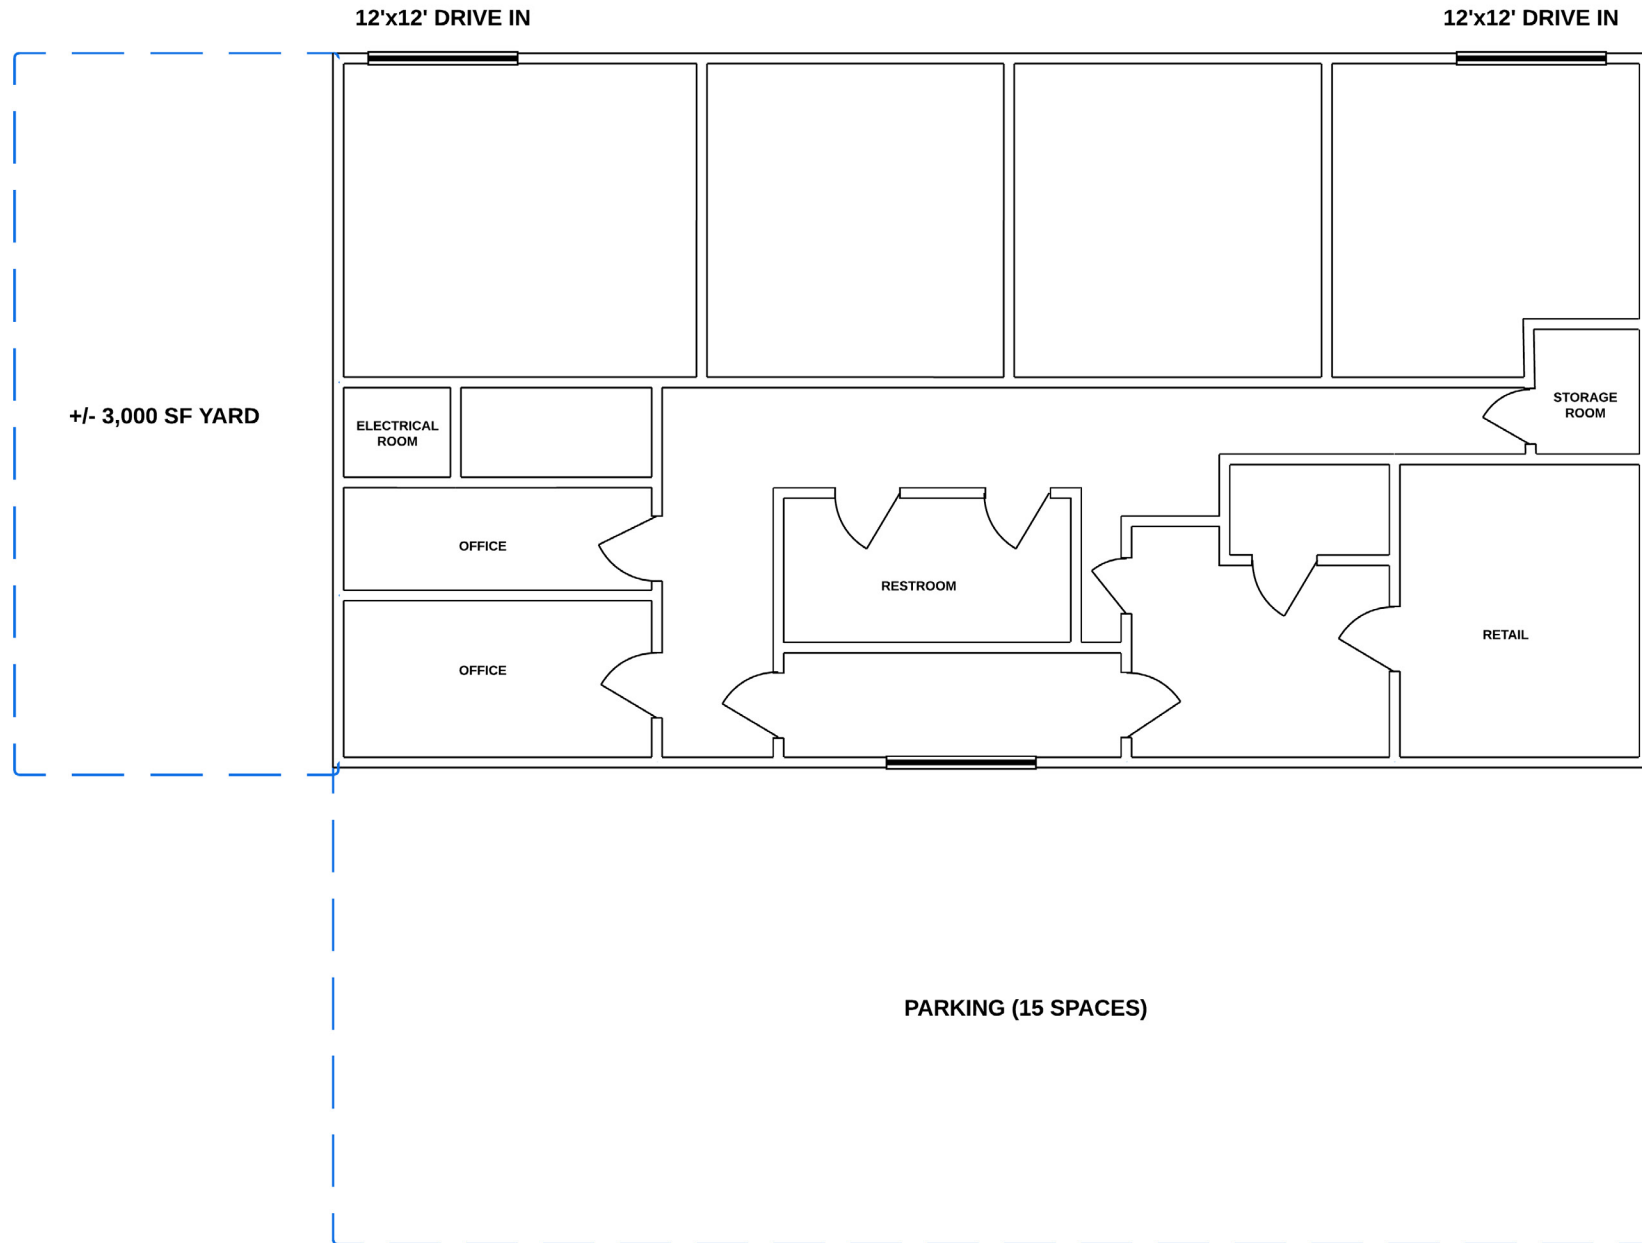 12'x12' DRIVE IN
12'x12' DRIVE IN
+/- 3,000 SF YARD
ELECTRICAL
ROOM
STORAGE
ROOM
OFFICE
RESTROOM
RETAIL
OFFICE
PARKING (15 SPACES)